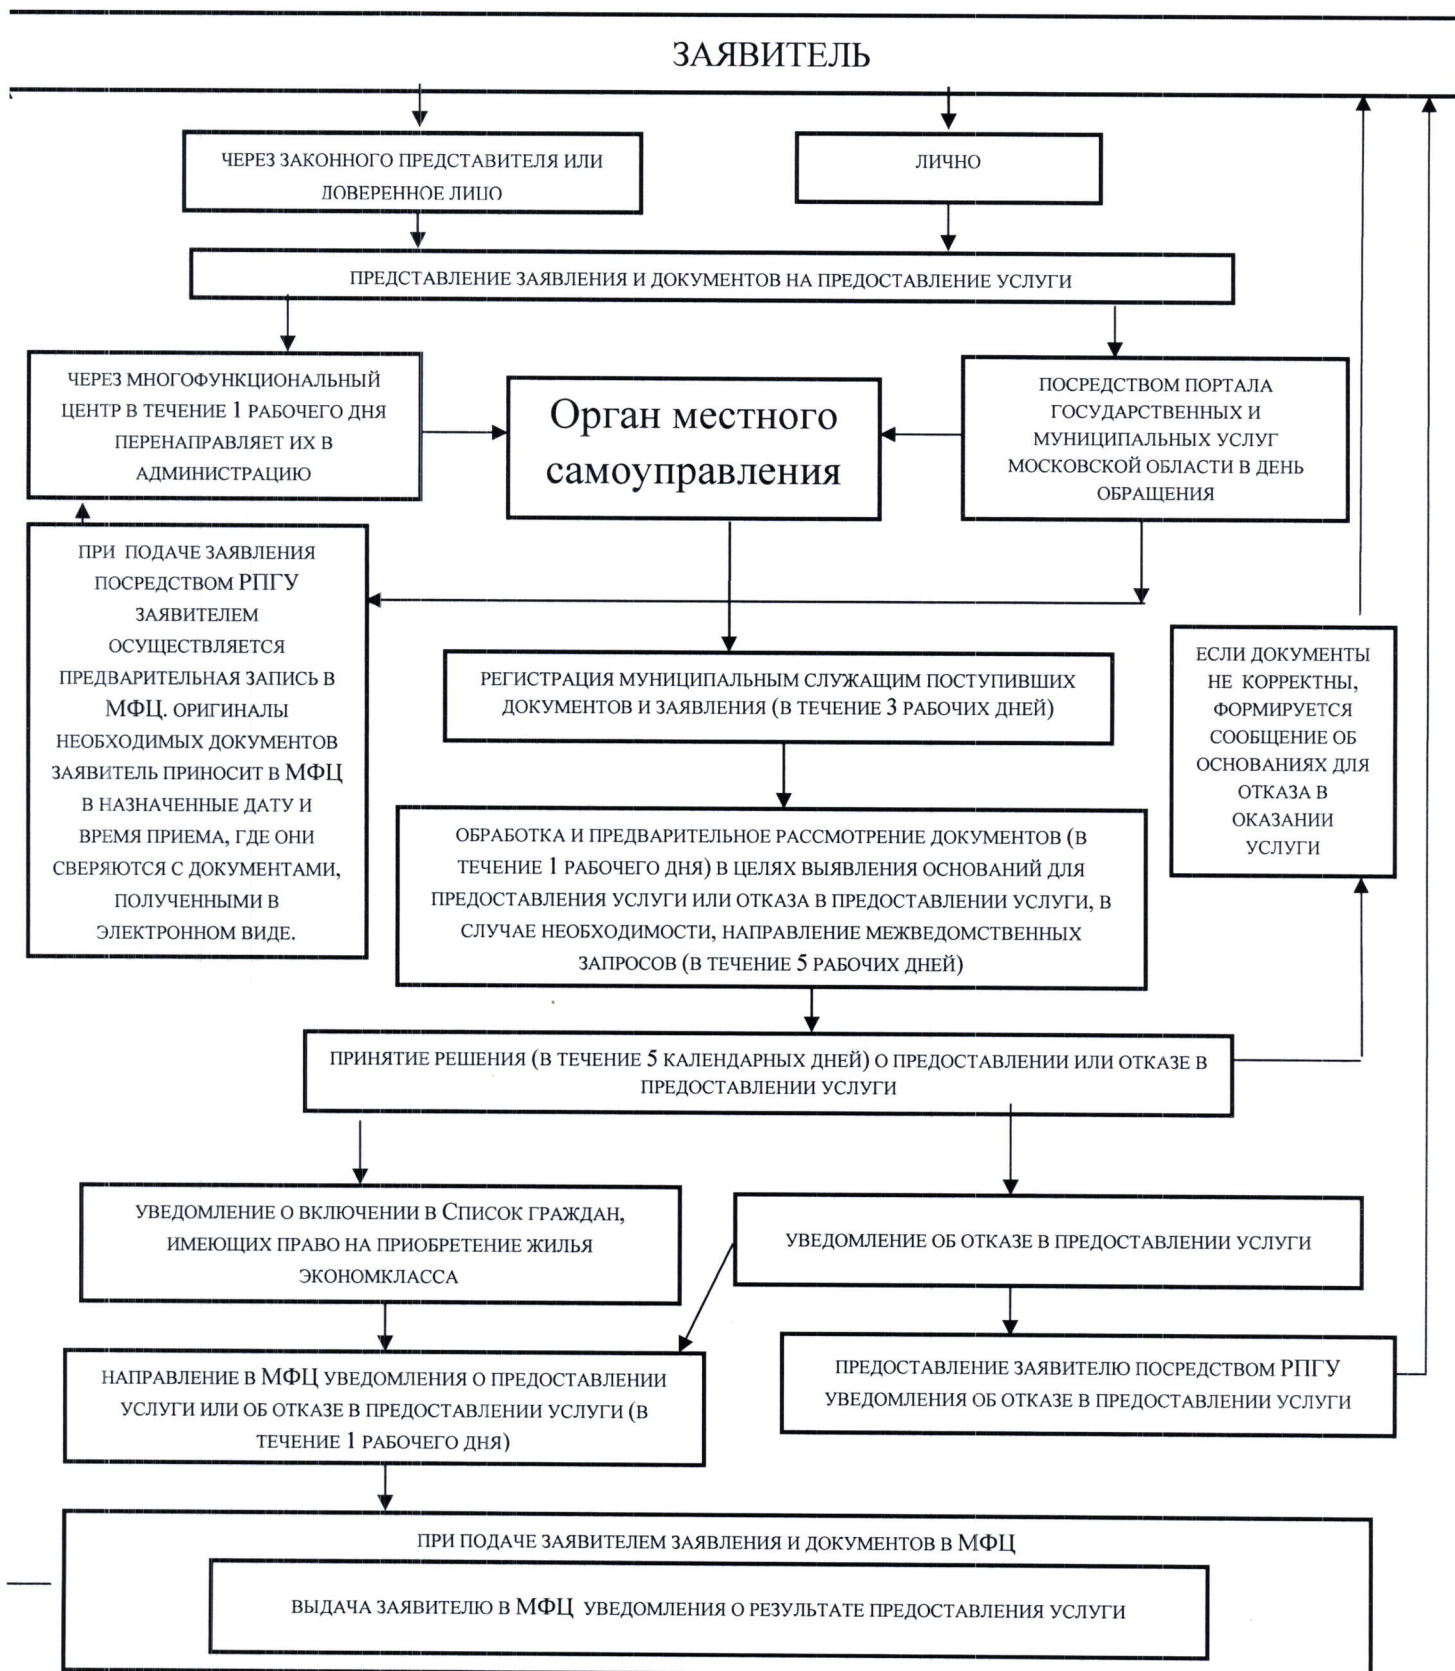 ЗАЯВИТЕЛЬ
ЧЕРЕЗ ЗАКОННОГО ПРЕДСТАВИТЕЛЯ ИЛИ
ДОВЕРЕННОЕ ЛИЦО
ЛИЧНО
ПРЕДСТАВЛЕНИЕ ЗАЯВЛЕНИЯ И ДОКУМЕНТОВ НА ПРЕДОСТАВЛЕНИЕ УСЛУГИ
ЧЕРЕЗ МНОГОФУНКЦИОНАЛЬНЫЙ
ЦЕНТР В ТЕЧЕНИЕ 1 РАБОЧЕГО ДНЯ
ПЕРЕНАПРАВЛЯЕТ ИХ В
АДМИНИСТРАЦИЮ
Орган местного
самоуправления
ПОСРЕДСТВОМ ПОРТАЛА
ГОСУДАРСТВЕННЫХ И
МУНИЦИПАЛЬНЫХ УСЛУГ
МОСКОВСКОЙ ОБЛАСТИ В ДЕНЬ
ОБРАЩЕНИЯ
ПРИ ПОДАЧЕ ЗАЯВЛЕНИЯ
ПОСРЕДСТВОМ РПГУ
ЗАЯВИТЕЛЕМ
ОСУЩЕСТВЛЯЕТСЯ
ПРЕДВАРИТЕЛЬНАЯ ЗАПИСЬ В
МФЦ. ОРИГИНАЛЫ
НЕОБХОДИМЫХ ДОКУМЕНТОВ
ЗАЯВИТЕЛЬ ПРИНОСИТ В МФЦ
В НАЗНАЧЕННЫЕ ДАТУ И
ВРЕМЯ ПРИЕМА, ГДЕ ОНИ
СВЕРЯЮТСЯ С ДОКУМЕНТАМИ,
ПОЛУЧЕННЫМИ В
ЭЛЕКТРОННОМ ВИДЕ.
РЕГИСТРАЦИЯ МУНИЦИПАЛЬНЫМ СЛУЖАЩИМ ПОСТУПИВШИХ
ДОКУМЕНТОВ И ЗАЯВЛЕНИЯ (В ТЕЧЕНИЕ 3 РАБОЧИХ ДНЕЙ)
ЕСЛИ ДОКУМЕНТЫ
НЕ КОРРЕКТНЫ,
ФОРМИРУЕТСЯ
СООБЩЕНИЕ ОБ
ОСНОВАНИЯХ ДЛЯ
ОТКАЗА В
ОКАЗАНИИ
УСЛУГИ
ОБРАБОТКА И ПРЕДВАРИТЕЛЬНОЕ РАССМОТРЕНИЕ ДОКУМЕНТОВ (В
ТЕЧЕНИЕ 1 РАБОЧЕГО ДНЯ) В ЦЕЛЯХ ВЫЯВЛЕНИЯ ОСНОВАНИЙ ДЛЯ
ПРЕДОСТАВЛЕНИЯ УСЛУГИ ИЛИ ОТКАЗА В ПРЕДОСТАВЛЕНИИ УСЛУГИ, В
СЛУЧАЕ НЕОБХОДИМОСТИ, НАПРАВЛЕНИЕ МЕЖВЕДОМСТВЕННЫХ
ЗАПРОСОВ (В ТЕЧЕНИЕ 5 РАБОЧИХ ДНЕЙ)
ПРИНЯТИЕ РЕШЕНИЯ (В ТЕЧЕНИЕ 5 КАЛЕНДАРНЫХ ДНЕЙ) О ПРЕДОСТАВЛЕНИИ ИЛИ ОТКАЗЕ В
ПРЕДОСТАВЛЕНИИ УСЛУГИ
УВЕДОМЛЕНИЕ О ВКЛЮЧЕНИИ В СПИСОК ГРАЖДАН,
ИМЕЮЩИХ ПРАВО НА ПРИОБРЕТЕНИЕ ЖИЛЬЯ
ЭКОНОМКЛАССА
УВЕДОМЛЕНИЕ ОБ ОТКАЗЕ В ПРЕДОСТАВЛЕНИИ УСЛУГИ
НАПРАВЛЕНИЕ В МФЦ УВЕДОМЛЕНИЯ О ПРЕДОСТАВЛЕНИИ
УСЛУГИ ИЛИ ОБ ОТКАЗЕ В ПРЕДОСТАВЛЕНИИ УСЛУГИ (В
ТЕЧЕНИЕ 1 РАБОЧЕГО ДНЯ)
ПРЕДОСТАВЛЕНИЕ ЗАЯВИТЕЛЮ ПОСРЕДСТВОМ РПГУ
УВЕДОМЛЕНИЯ ОБ ОТКАЗЕ В ПРЕДОСТАВЛЕНИИ УСЛУГИ
ПРИ ПОДАЧЕ ЗАЯВИТЕЛЕМ ЗАЯВЛЕНИЯ И ДОКУМЕНТОВ В МФЦ
ВЫДАЧА ЗАЯВИТЕЛЮ В МФЦ УВЕДОМЛЕНИЯ О РЕЗУЛЬТАТЕ ПРЕДОСТАВЛЕНИЯ УСЛУГИ